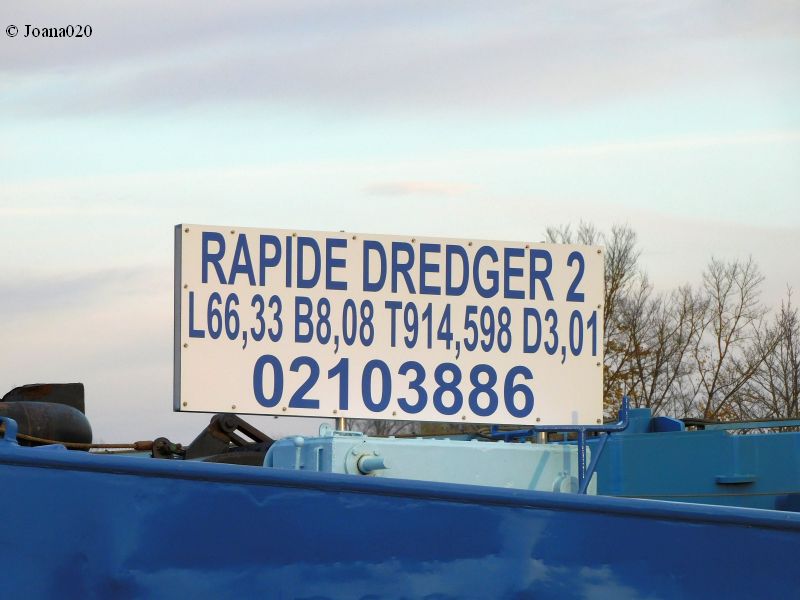 © Joana020
RAPIDE DREDGER 2
L66,33 B8,08 T914,598 D3,01
02103886